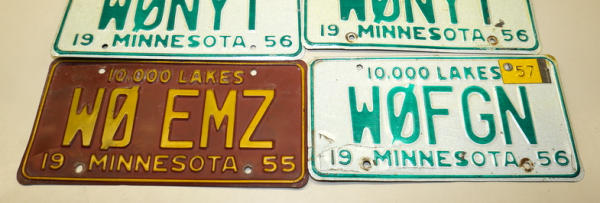 WØNYT WØNYT
19 MINNESOTA 56 19 MINNESOTA 56
10,000 LAKES
WØ EMZ
19 MINNESOTA 55
10,000 LAKES 57
WØFGN
19 MINNESOTA 56